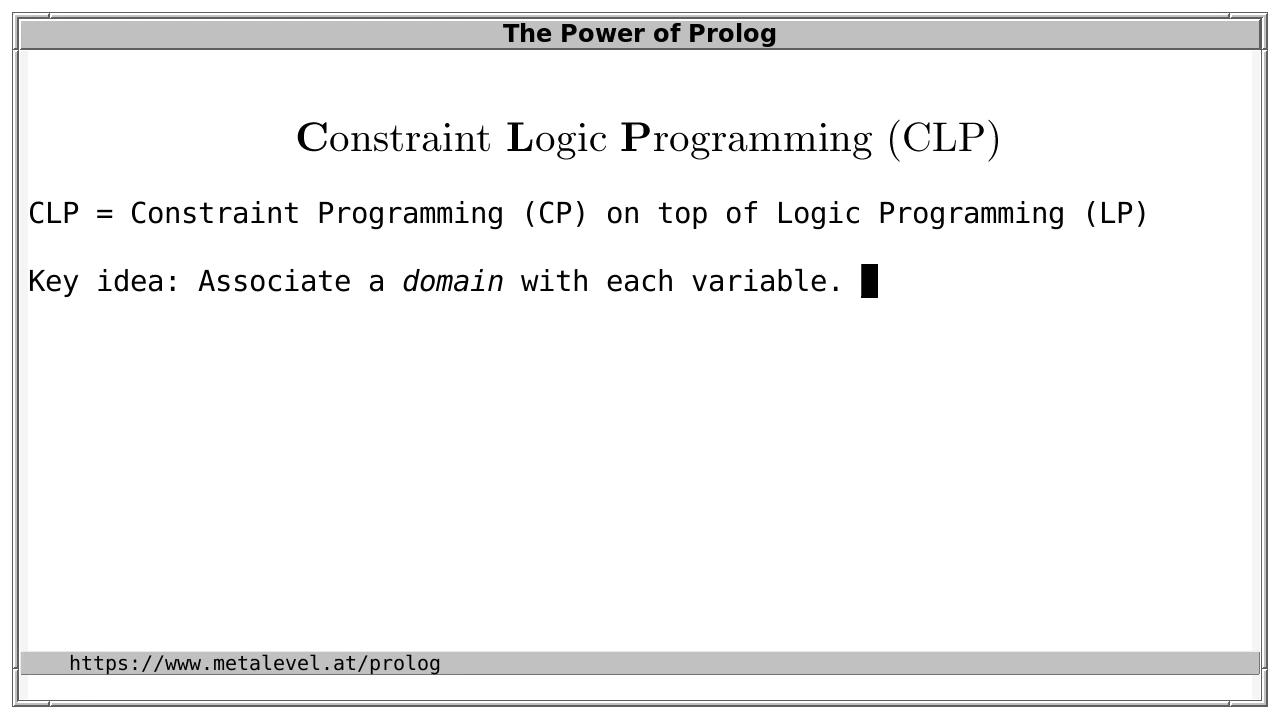 The Power of Prolog
Constraint Logic Programming (CLP)
CLP = Constraint Programming (CP) on top of Logic Programming (LP)
Key idea: Associate a domain with each variable.
https://www.metalevel.at/prolog